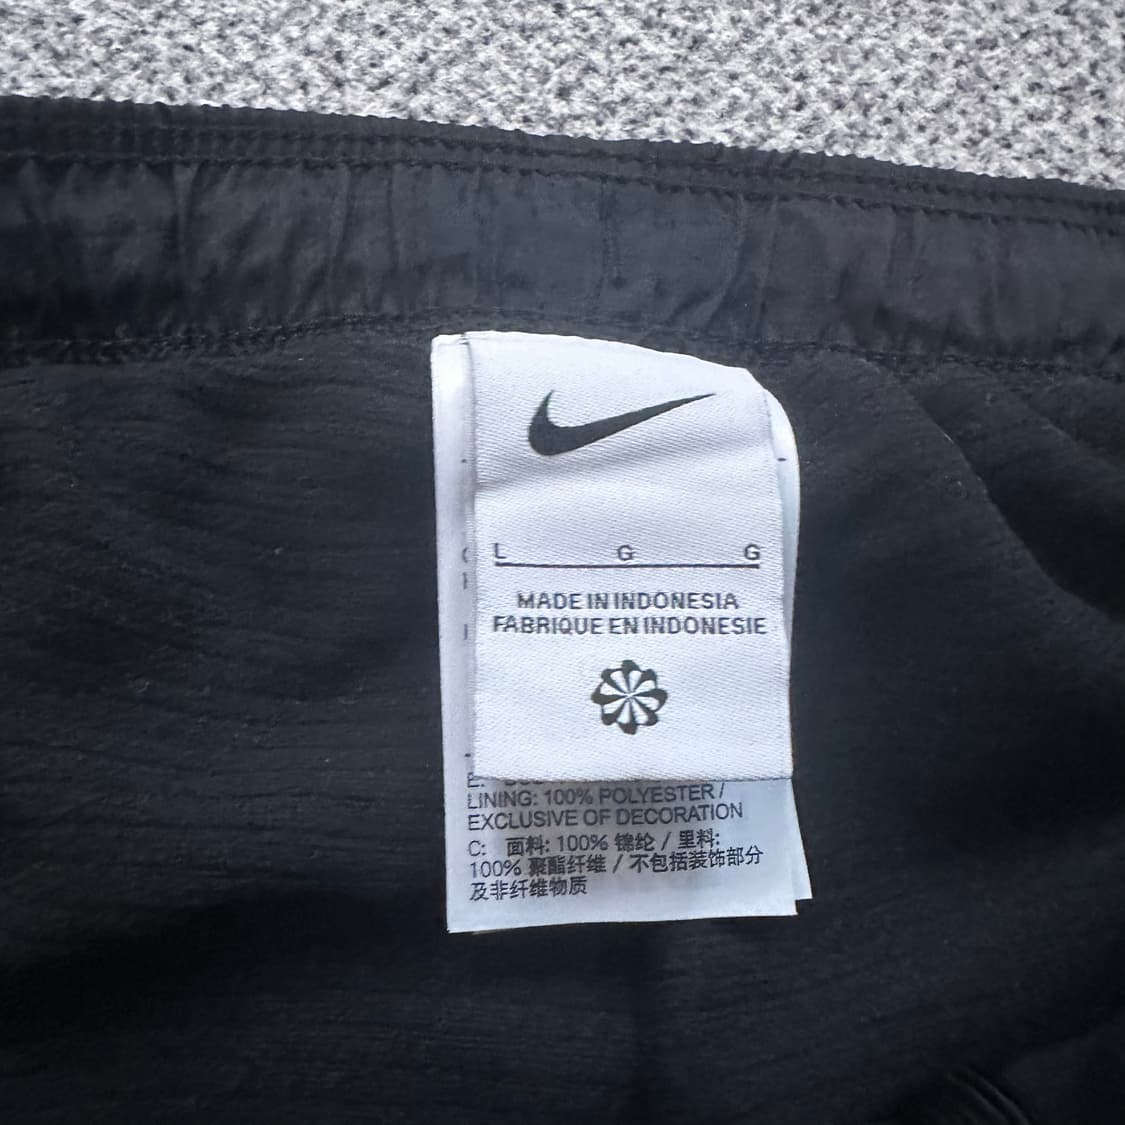 L G G
MADE IN INDONESIA
FABRIQUE EN INDONESIE
LINING: 100% POLYESTER /
EXCLUSIVE OF DECORATION
C: 面料: 100% 锦纶 / 里料:
100% 聚酯纤维 / 不包括装饰部分
及非纤维物质